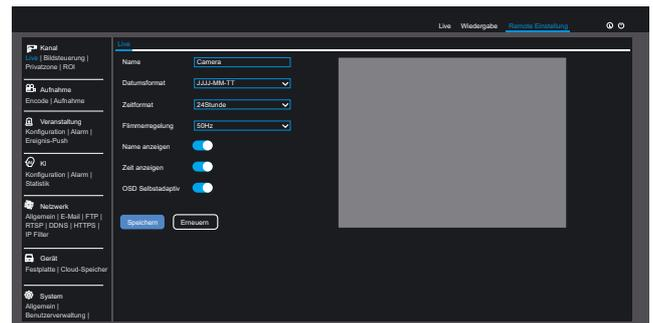 Live Wiedergabe Remote Einstellung
Kanal
Live | Bildsteuerung |
Privatzone | ROI
Aufnahme
Encode | Aufnahme
Veranstaltung
Konfiguration | Alarm |
Ereignis-Push
KI
Konfiguration | Alarm |
Statistik
Netzwerk
Allgemein | E-Mail | FTP |
RTSP | DDNS | HTTPS |
IP Filter
Gerät
Festplatte | Cloud-Speicher
System
Allgemein |
Benutzerverwaltung |
Live
Name Camera
Datumsformat JJJJ-MM-TT
Zeitformat 24Stunde
Flimmerregelung 50Hz
Name anzeigen
Zeit anzeigen
OSD Selbstadaptiv
Speichern Erneuern